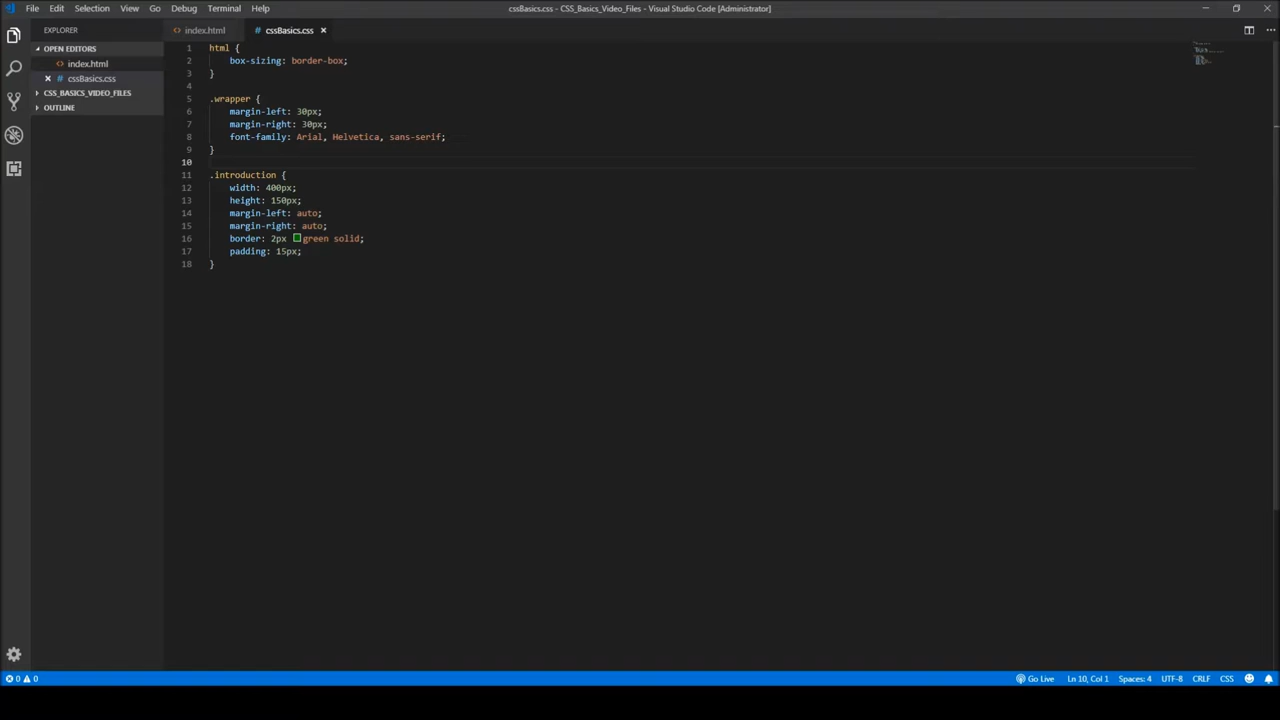 File Edit Selection View Go Debug Terminal Help
cssBasics.css - CSS_Basics_Video_Files - Visual Studio Code [Administrator]
EXPLORER
OPEN EDITORS
<> index.html
× # cssBasics.css
CSS_BASICS_VIDEO_FILES
OUTLINE
<> index.html # cssBasics.css ×
1 html {
2 box-sizing: border-box;
3 }
4
5 .wrapper {
6 margin-left: 30px;
7 margin-right: 30px;
8 font-family: Arial, Helvetica, sans-serif;
9 }
10
11 .introduction {
12 width: 400px;
13 height: 150px;
14 margin-left: auto;
15 margin-right: auto;
16 border: 2px green solid;
17 padding: 15px;
18 }
0 0 Go Live Ln 10, Col 1 Spaces: 4 UTF-8 CRLF CSS